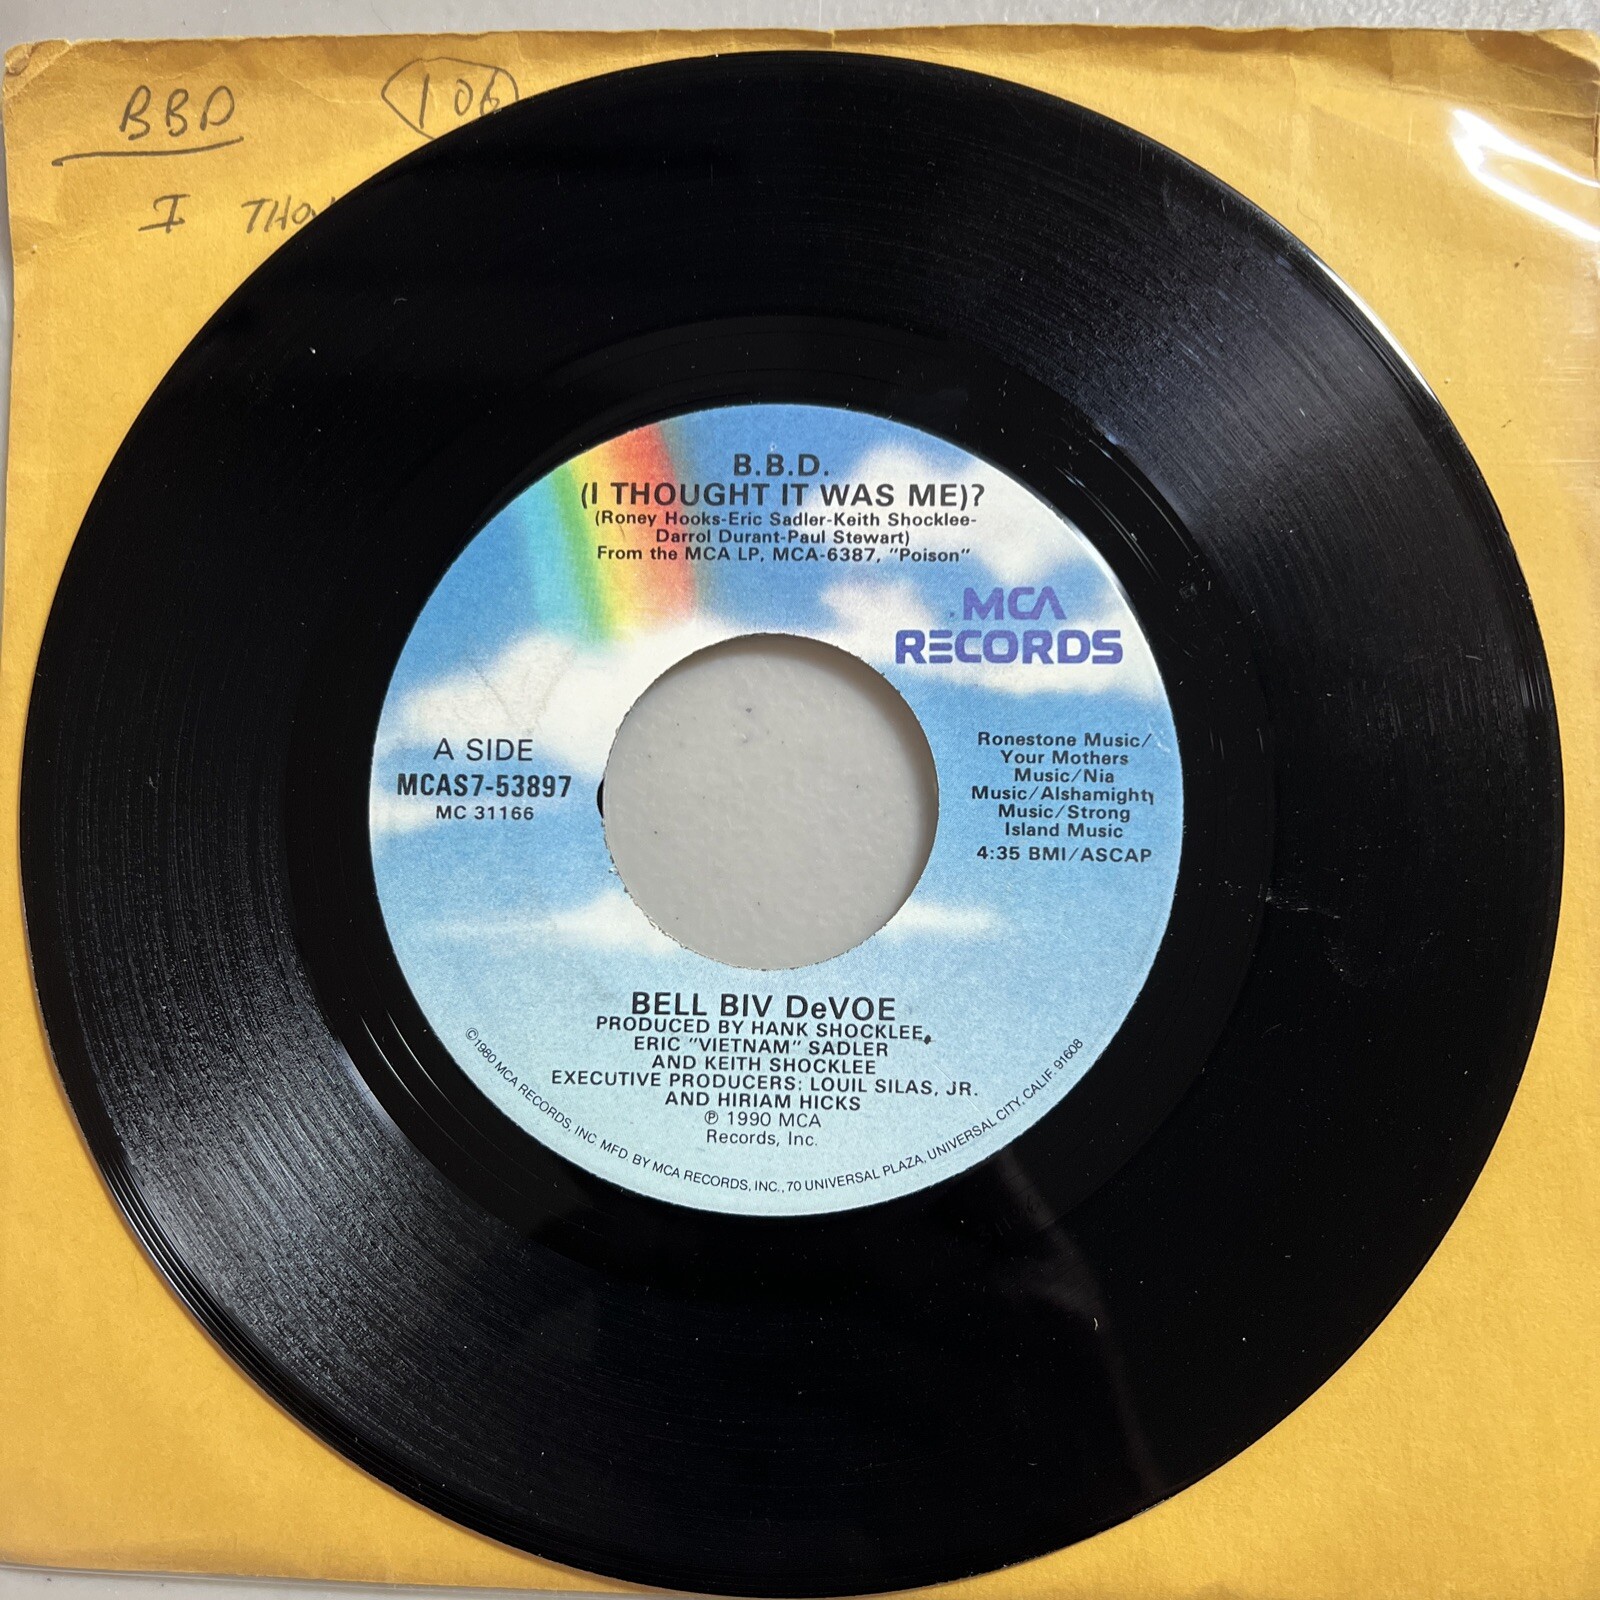 BBD
106
I THO
B.B.D.
(I THOUGHT IT WAS ME)?
(Roney Hooks-Eric Sadler-Keith Shocklee-
Darrol Durant-Paul Stewart)
From the MCA LP, MCA-6387, "Poison"
MCA
RECORDS
A SIDE
MCAS7-53897
MC 31166
Ronestone Music/
Your Mothers
Music/Nia
Music/Alshamighty
Music/Strong
Island Music
4:35 BMI/ASCAP
BELL BIV DeVOE
PRODUCED BY HANK SHOCKLEE,
ERIC "VIETNAM" SADLER
AND KEITH SHOCKLEE
EXECUTIVE PRODUCERS: LOUIL SILAS, JR.
AND HIRIAM HICKS
℗ 1990 MCA
Records, Inc.
©1980 MCA RECORDS, INC. MFD. BY MCA RECORDS, INC., 70 UNIVERSAL PLAZA, UNIVERSAL CITY, CALIF. 91608